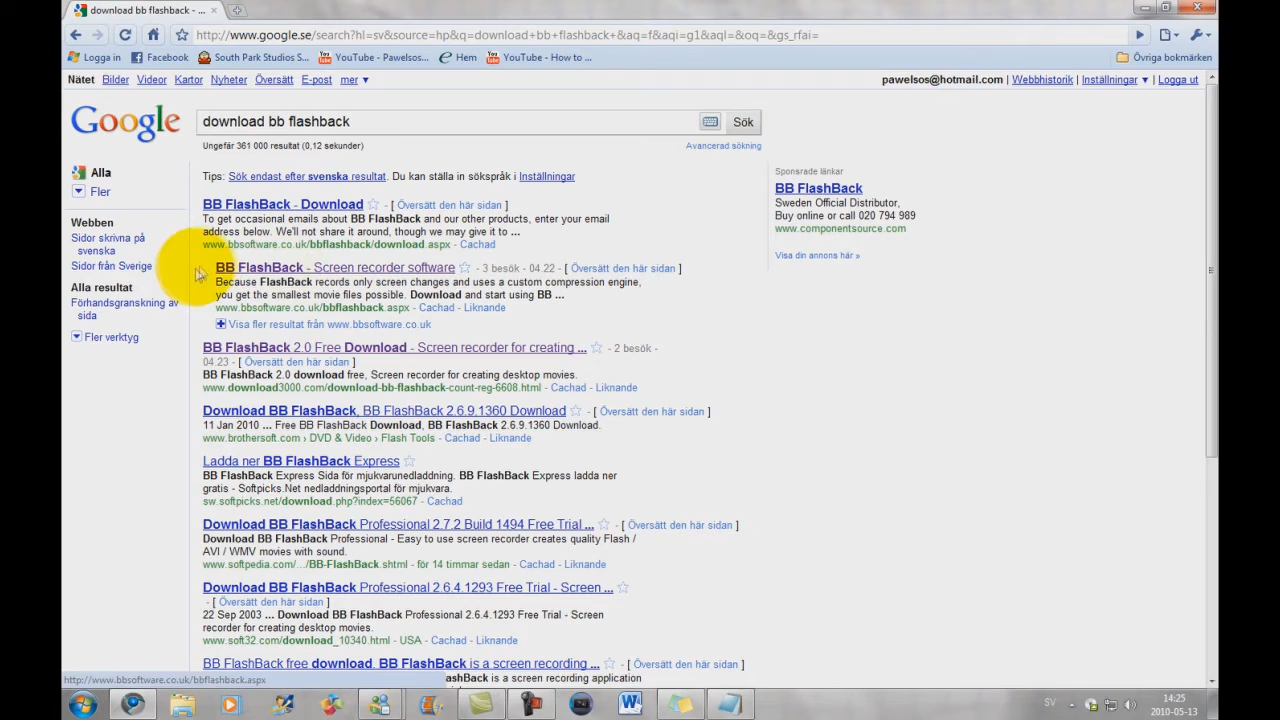 download bb flashback - ...
http://www.google.se/search?hl=sv&source=hp&q=download+bb+flashback+&aq=f&aqi=g1&aql=&oq=&gs_rfai=
Logga in Facebook South Park Studios S... YouTube - Pawelsos... Hem YouTube - How to ... Övriga bokmärken
Nätet Bilder Videor Kartor Nyheter Översätt E-post mer ▼ pawelsos@hotmail.com | Webbhistorik | Inställningar ▼ | Logga ut
Google download bb flashback Sök
Ungefär 361 000 resultat (0,12 sekunder) Avancerad sökning
Alla
Fler
Webben
Sidor skrivna på
svenska
Sidor från Sverige
Alla resultat
Förhandsgranskning av
sida
Fler verktyg
Tips: Sök endast efter svenska resultat. Du kan ställa in sökspråk i Inställningar
BB FlashBack - Download - [ Översätt den här sidan ]
To get occasional emails about BB FlashBack and our other products, enter your email
address below. We'll not share it around, though we may give it to ...
www.bbsoftware.co.uk/bbflashback/download.aspx - Cachad
BB FlashBack - Screen recorder software - 3 besök - 04.22 - [ Översätt den här sidan ]
Because FlashBack records only screen changes and uses a custom compression engine,
you get the smallest movie files possible. Download and start using BB ...
www.bbsoftware.co.uk/bbflashback.aspx - Cachad - Liknande
Visa fler resultat från www.bbsoftware.co.uk
BB FlashBack 2.0 Free Download - Screen recorder for creating ... - 2 besök -
04.23 - [ Översätt den här sidan ]
BB FlashBack 2.0 download free, Screen recorder for creating desktop movies.
www.download3000.com/download-bb-flashback-count-reg-6608.html - Cachad - Liknande
Download BB FlashBack, BB FlashBack 2.6.9.1360 Download - [ Översätt den här sidan ]
11 Jan 2010 ... Free BB FlashBack Download, BB FlashBack 2.6.9.1360 Download.
www.brothersoft.com › DVD & Video › Flash Tools - Cachad - Liknande
Ladda ner BB FlashBack Express
BB FlashBack Express Sida för mjukvarunedladdning. BB FlashBack Express ladda ner
gratis - Softpicks.Net nedladdningsportal för mjukvara.
sw.softpicks.net/download.php?index=56067 - Cachad
Download BB FlashBack Professional 2.7.2 Build 1494 Free Trial ... - [ Översätt den här sidan ]
Download BB FlashBack Professional - Easy to use screen recorder creates quality Flash /
AVI / WMV movies with sound.
www.softpedia.com/.../BB-FlashBack.shtml - för 14 timmar sedan - Cachad - Liknande
Download BB FlashBack Professional 2.6.4.1293 Free Trial - Screen ...
- [ Översätt den här sidan ]
22 Sep 2003 ... Download BB FlashBack Professional 2.6.4.1293 Free Trial - Screen
recorder for creating desktop movies.
www.soft32.com/download_10340.html - USA - Cachad - Liknande
BB FlashBack free download. BB FlashBack is a screen recording ... - [ Översätt den här sidan ]
shBack is a screen recording application
Sponsrade länkar
BB FlashBack
Sweden Official Distributor,
Buy online or call 020 794 989
www.componentsource.com
Visa din annons här »
http://www.bbsoftware.co.uk/bbflashback.aspx
SV 14:25
2010-05-13